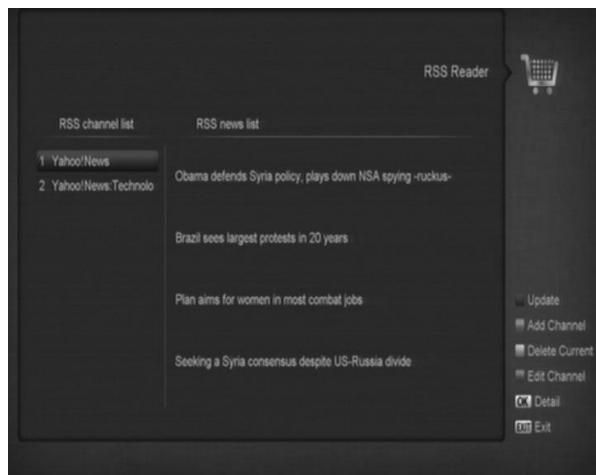 RSS Reader
RSS channel list
RSS news list
1 Yahoo!News
2 Yahoo!News:Technolo
Obama defends Syria policy, plays down NSA spying -ruckus-
Brazil sees largest protests in 20 years
Plan aims for women in most combat jobs
Seeking a Syria consensus despite US-Russia divide
Update
Add Channel
Delete Current
Edit Channel
OK Detail
EXIT Exit